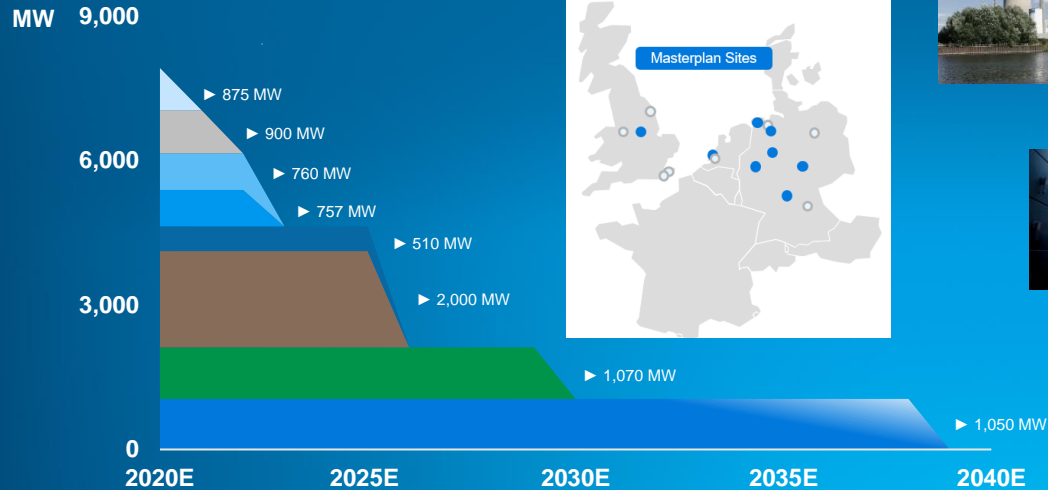 MW 9,000
Masterplan Sites
► 875 MW
► 900 MW
6,000
► 760 MW
► 757 MW
► 510 MW
3,000
► 2,000 MW
► 1,070 MW
► 1,050 MW
0
2020E 2025E 2030E 2035E 2040E